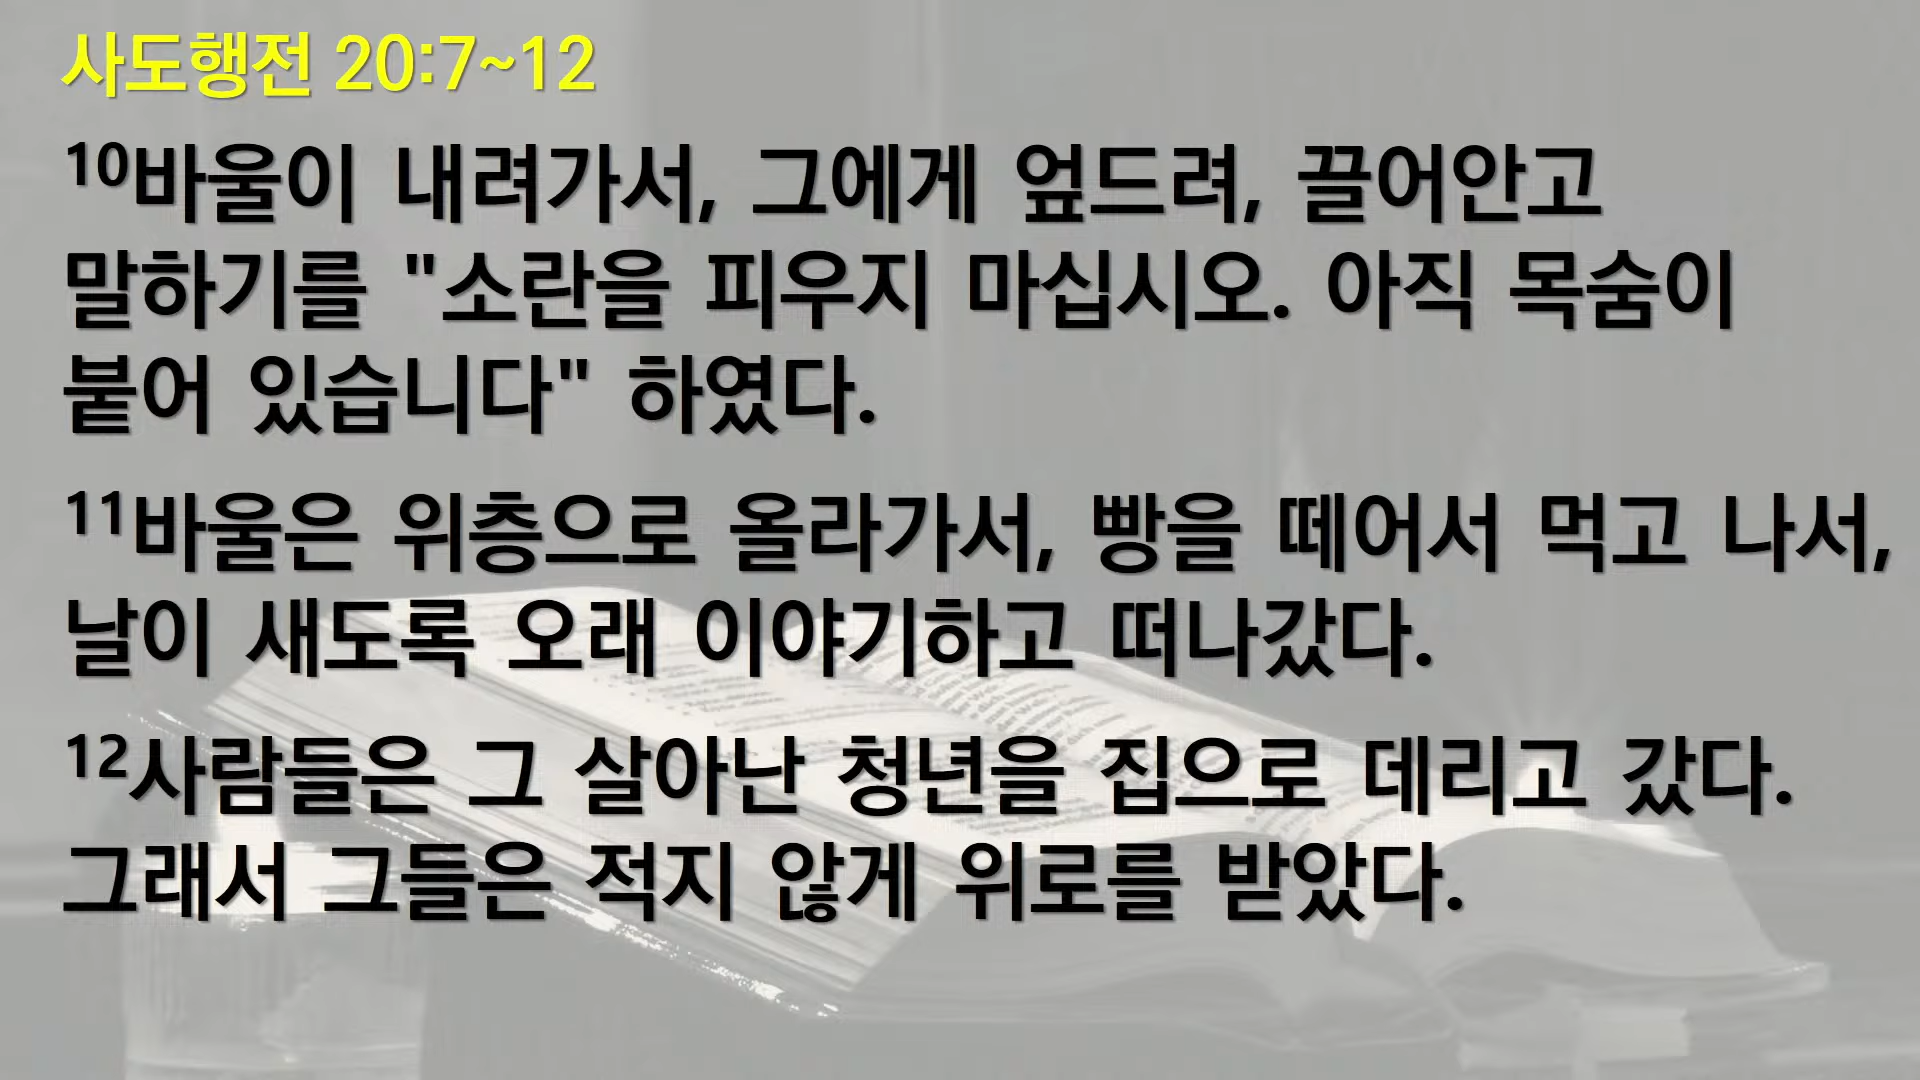 사도행전 20:7~12
10바울이 내려가서, 그에게 엎드려, 끌어안고
말하기를 "소란을 피우지 마십시오. 아직 목숨이
붙어 있습니다" 하였다.
11바울은 위층으로 올라가서, 빵을 떼어서 먹고 나서,
날이 새도록 오래 이야기하고 떠나갔다.
12사람들은 그 살아난 청년을 집으로 데리고 갔다.
그래서 그들은 적지 않게 위로를 받았다.